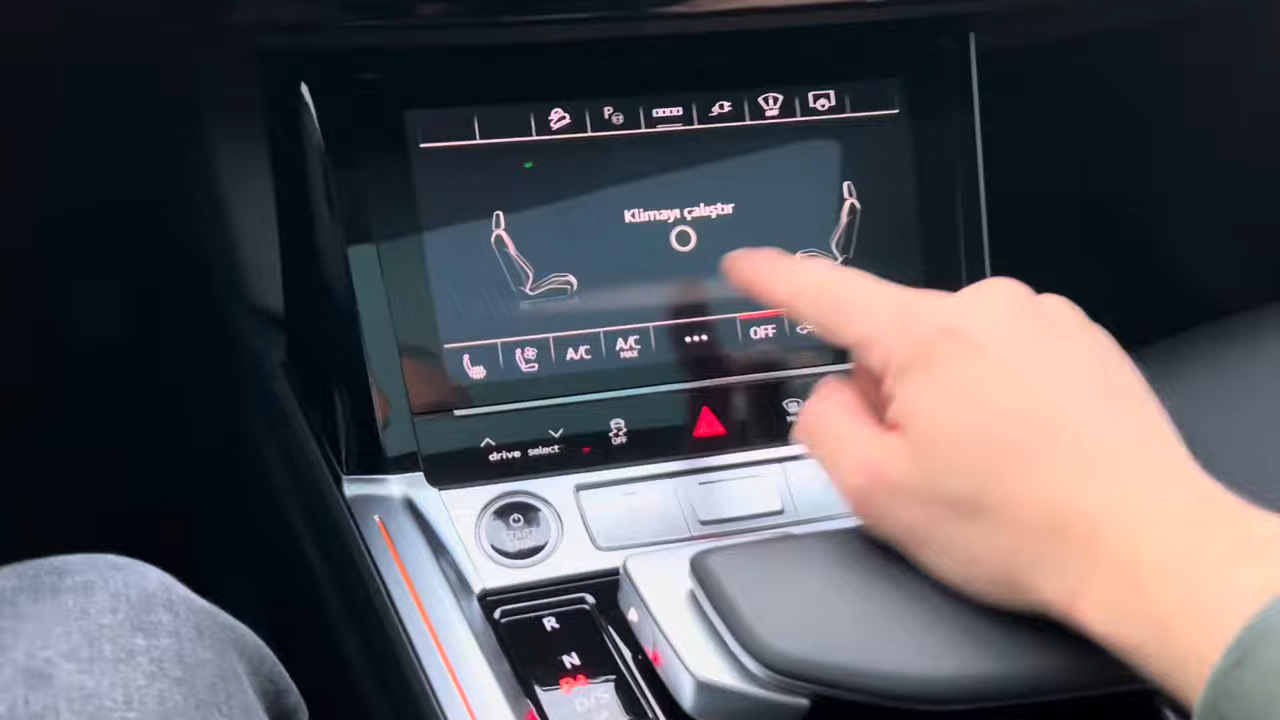 P
Klimayı çalıştır
A/C
A/C
MAX
OFF
drive select
OFF
START
R
N
D/S